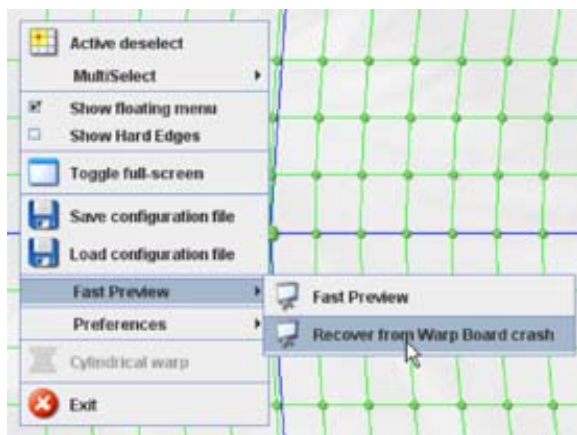 Active deselect
MultiSelect
Show floating menu
Show Hard Edges
Toggle full-screen
Save configuration file
Load configuration file
Fast Preview
Fast Preview
Recover from Warp Board crash
Preferences
Cylindrical warp
Exit